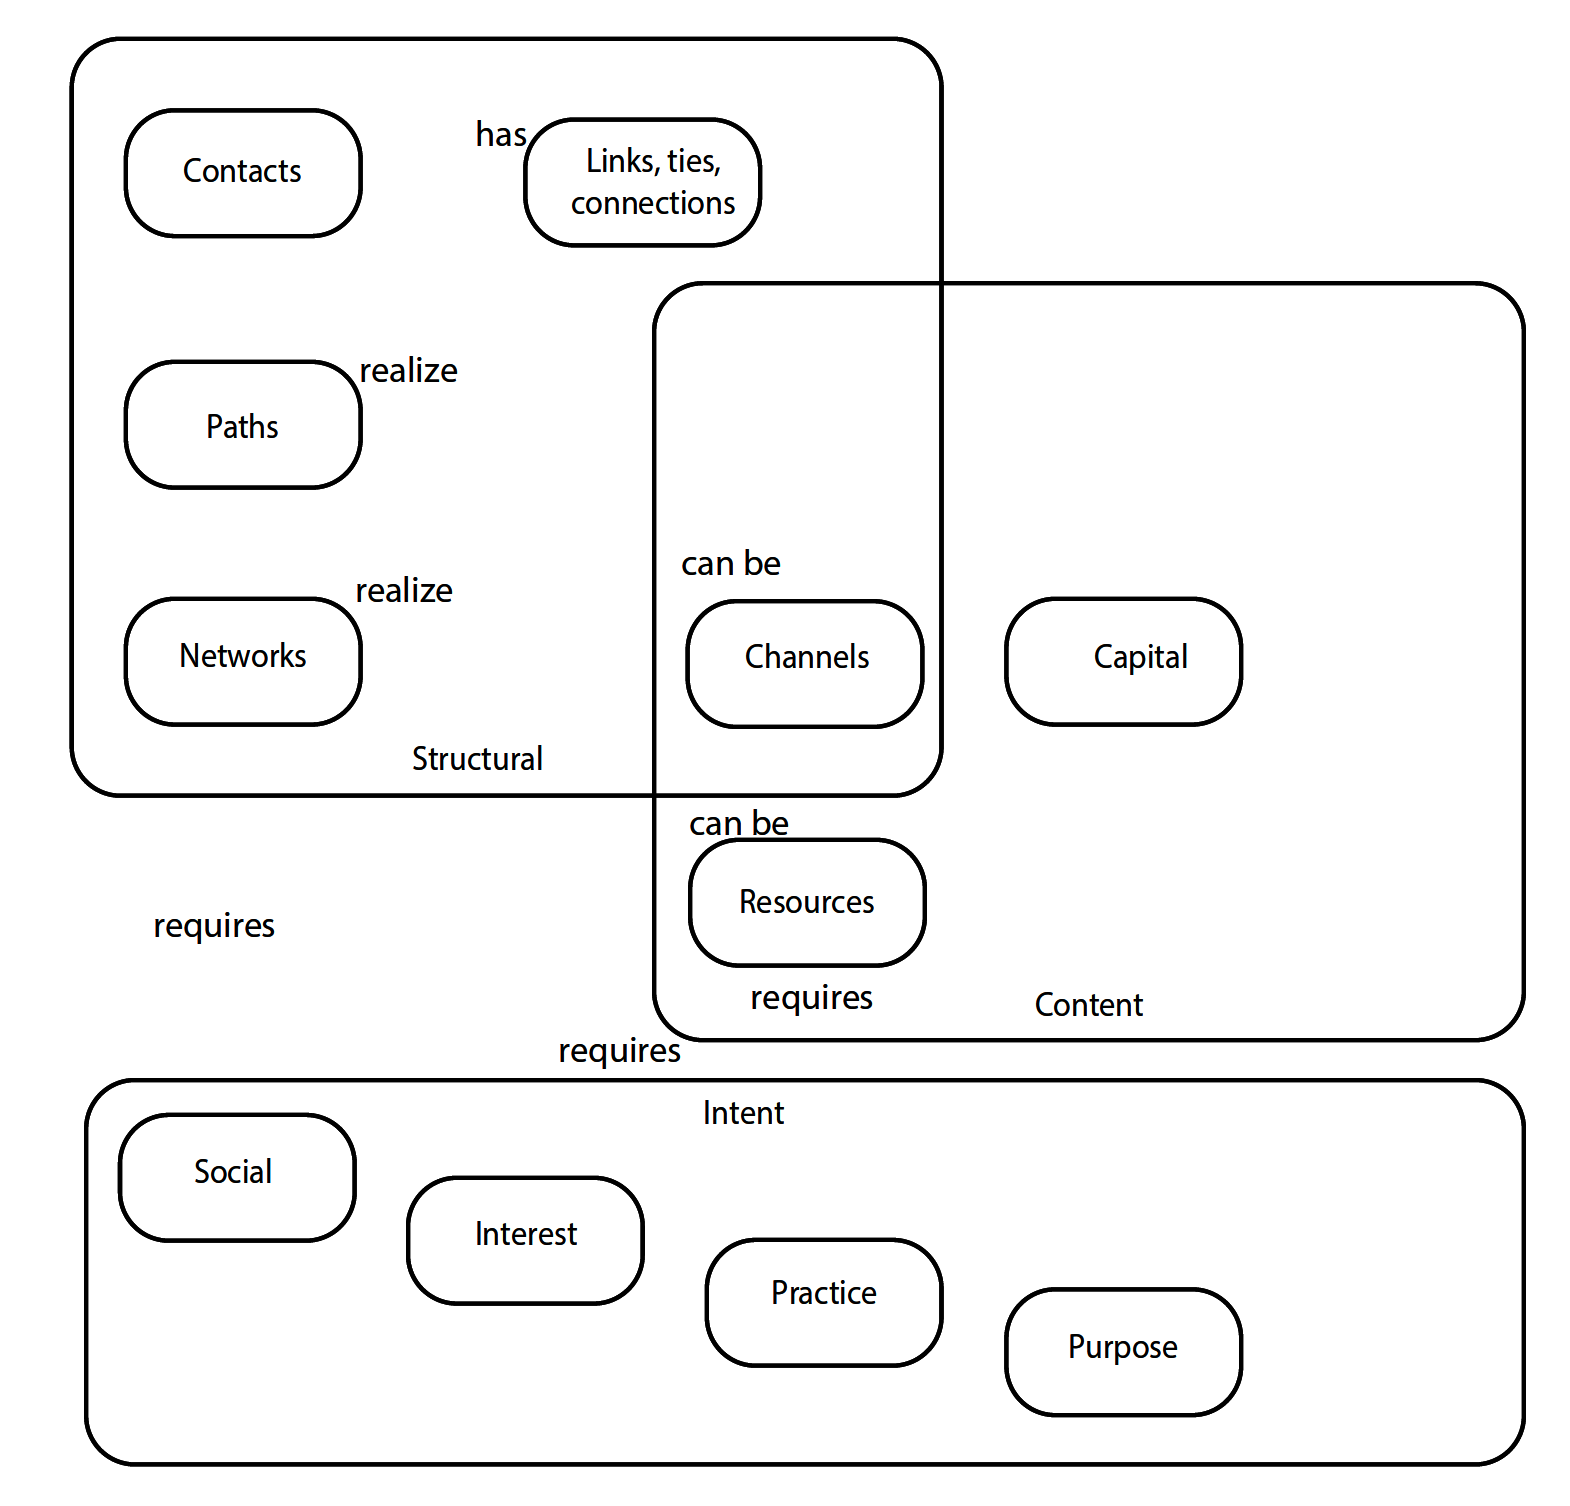 Contacts
has
Links, ties,
connections
realize
Paths
can be
realize
Networks
Channels
Capital
Structural
can be
Resources
requires
requires
Content
requires
Intent
Social
Interest
Practice
Purpose